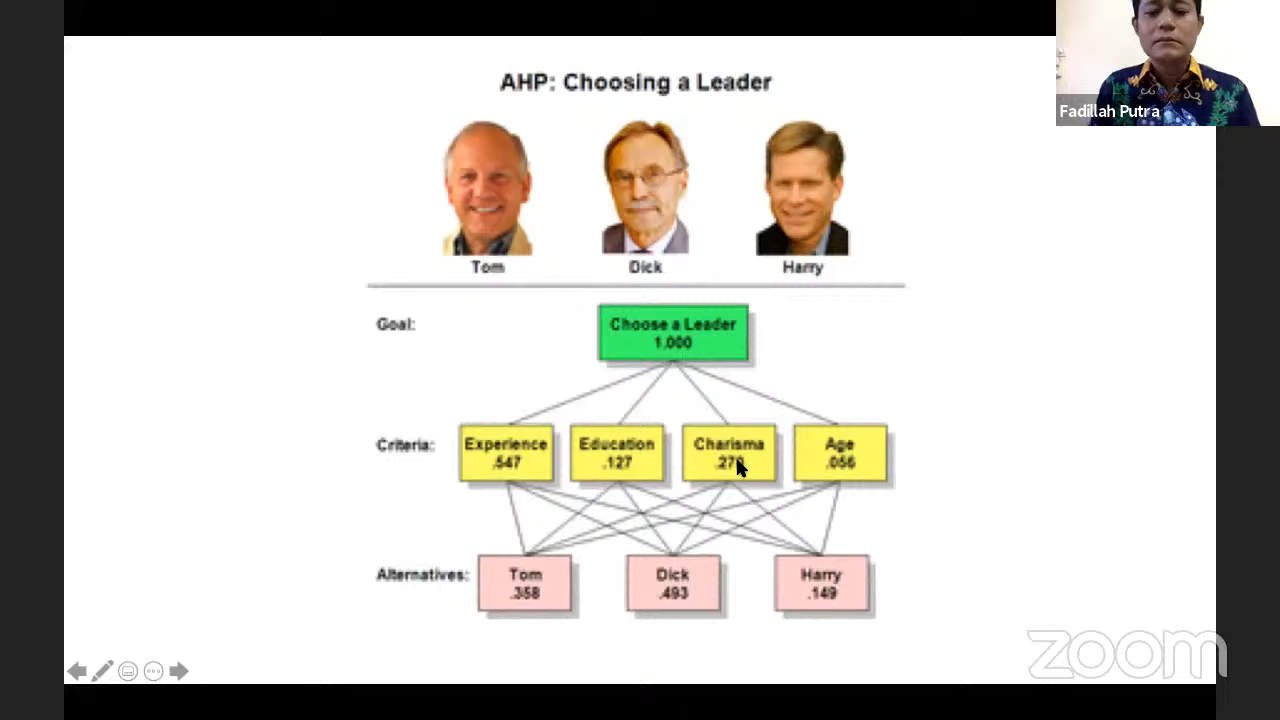 AHP: Choosing a Leader
Fadillah Putra
Tom
Dick
Harry
Goal:
Choose a Leader
1.000
Criteria:
Experience
.547
Education
.127
Charisma
Age
.056
Alternatives:
Tom
.358
Dick
.493
Harry
.149
zoom